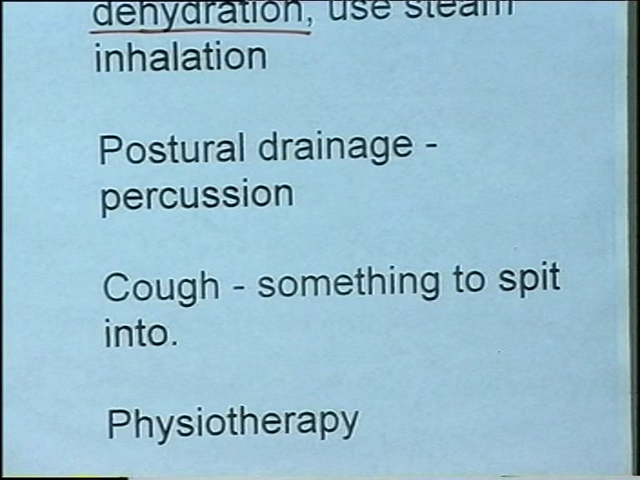 dehydration, use steam
inhalation
Postural drainage -
percussion
Cough - something to spit
into.
Physiotherapy